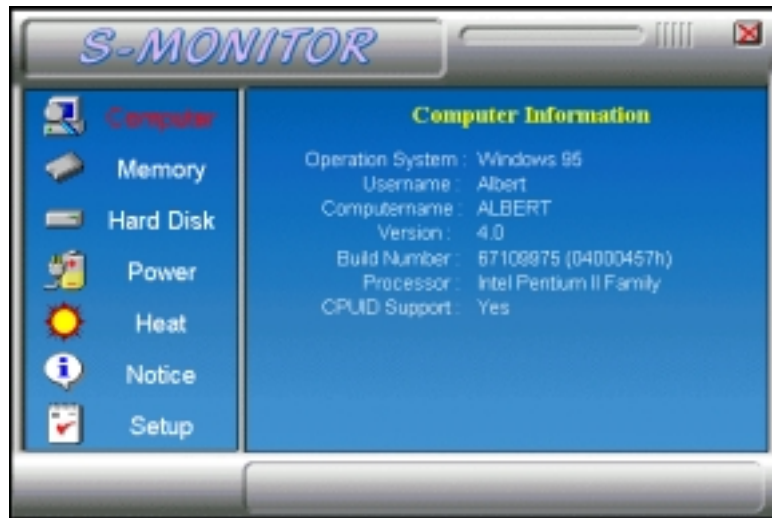 S-MONITOR
Computer
Memory
Hard Disk
Power
Heat
Notice
Setup
Computer Information
Operation System : Windows 95
Username : Albert
Computername : ALBERT
Version : 4.0
Build Number : 67109975 (04000457h)
Processor : Intel Pentium II Family
CPUID Support : Yes